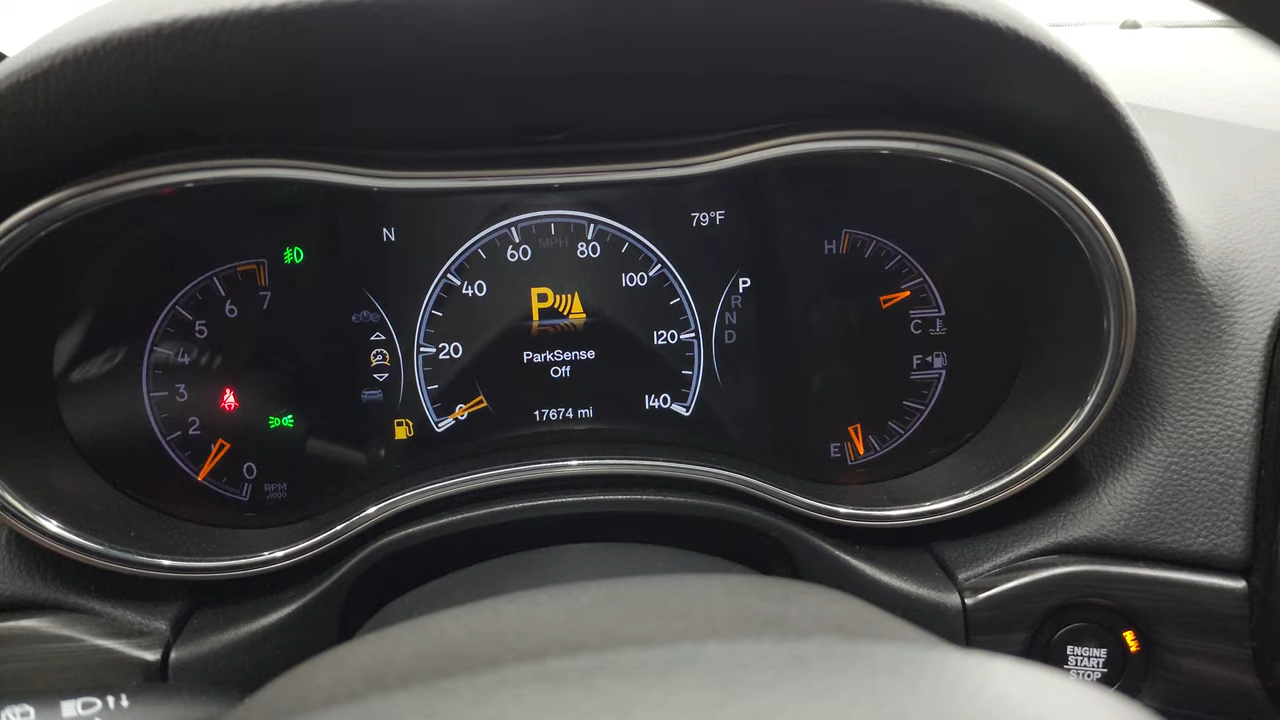 N
79°F
0
20
40
60
MPH
80
100
120
140
P
ParkSense
Off
17674 mi
P
R
N
D
7
6
5
4
3
2
0
RPM
x1000
H
C
F
E
ENGINE
START
STOP
RUN